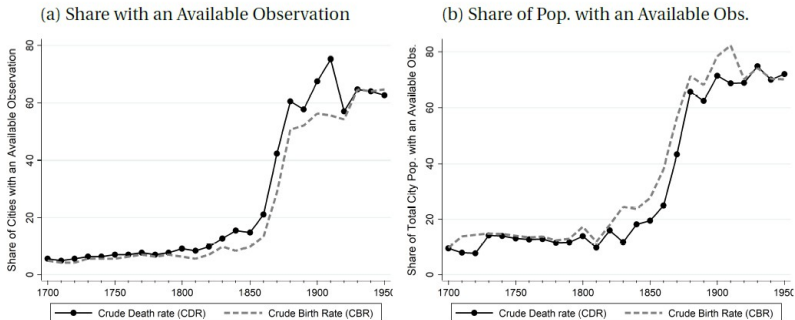 (a) Share with an Available Observation
Share of Cities with an Available Observation
80
60
40
20
0
1700
1750
1800
1850
1900
1950
Crude Death rate (CDR)
Crude Birth Rate (CBR)
(b) Share of Pop. with an Available Obs.
Share of Total City Pop. with an Available Obs.
80
60
40
20
0
1700
1750
1800
1850
1900
1950
Crude Death rate (CDR)
Crude Birth Rate (CBR)